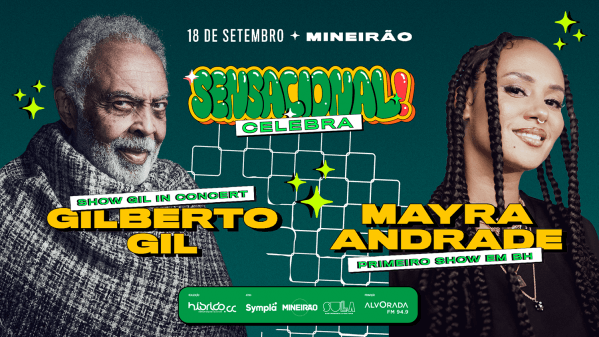 18 DE SETEMBRO + MINEIRÃO
SENSACIONAL!
CELEBRA
SHOW GIL IN CONCERT
GILBERTO
GIL
MAYRA
ANDRADE
PRIMEIRO SHOW EM BH
híbrido.cc
Sympla
MINEIRÃO
ALVORADA
FM 94.9